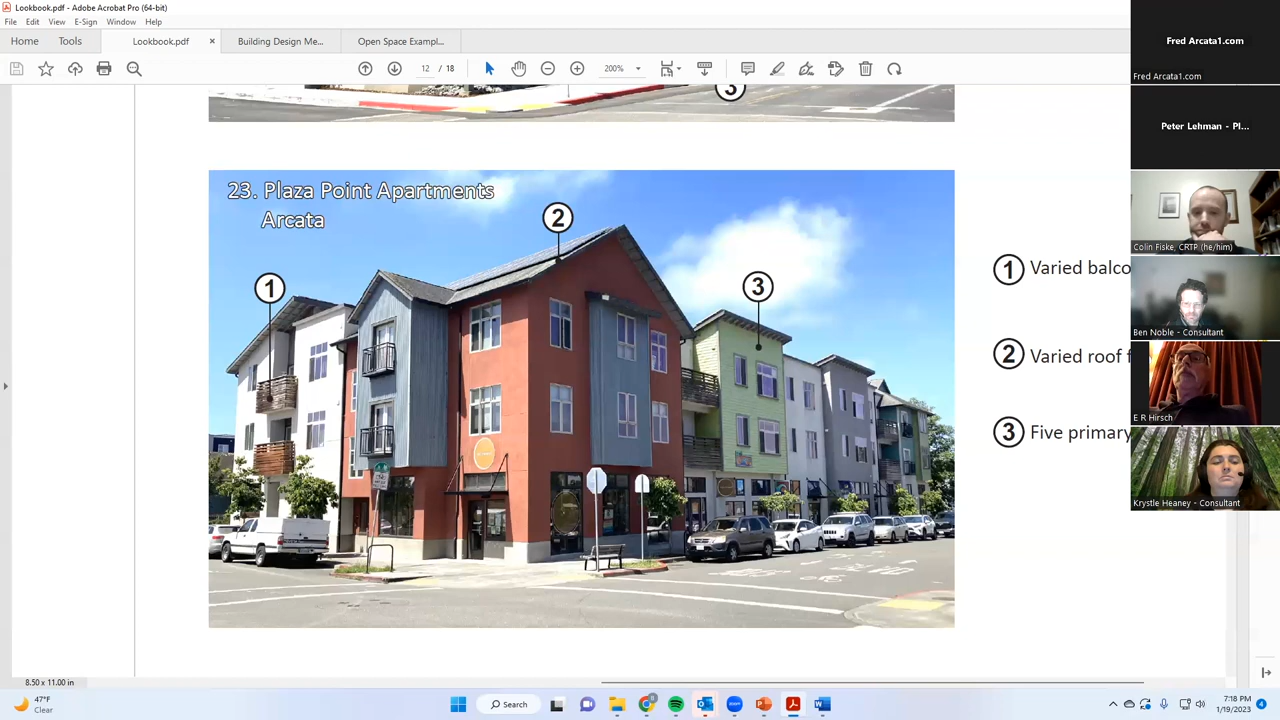 Lookbook.pdf - Adobe Acrobat Pro (64-bit)
File Edit View E-Sign Window Help
Home Tools Lookbook.pdf × Building Design Me... Open Space Exampl...
12 / 18 200%
3
23. Plaza Point Apartments
Arcata
1
2
3
1 Varied balco
2 Varied roof f
3 Five primary
Fred Arcata1.com
Fred Arcata1.com
Peter Lehman - Pl...
Colin Fiske, CRTP (he/him)
Ben Noble - Consultant
E R Hirsch
Krystle Heaney - Consultant
8.50 x 11.00 in
47°F
Clear
Search
7:18 PM
1/19/2023
4